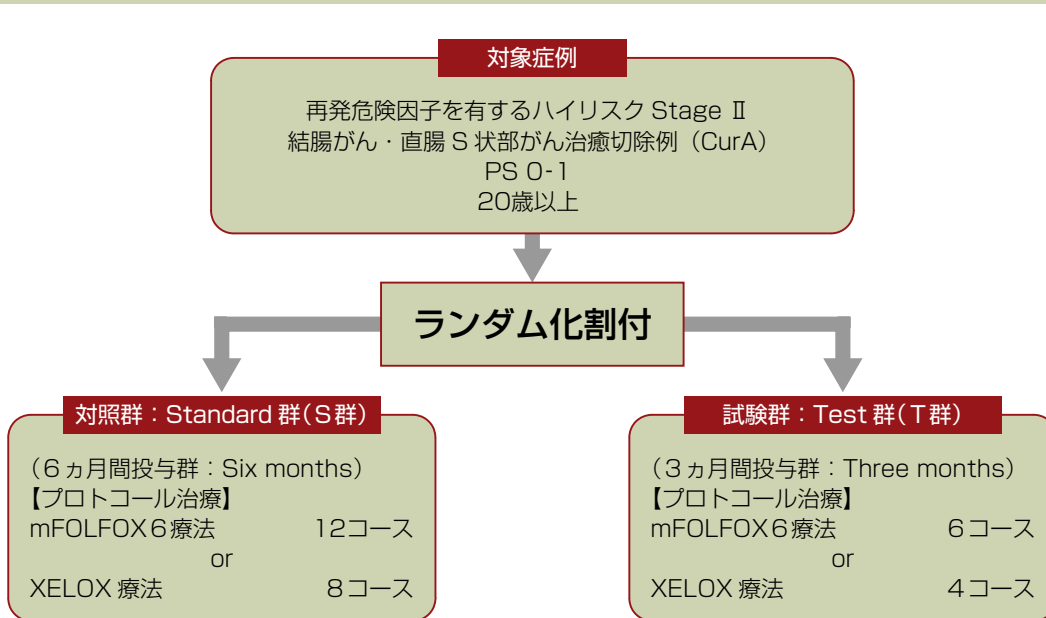 対象症例
再発危険因子を有するハイリスク Stage Ⅱ
結腸がん・直腸 S 状部がん治癒切除例（CurA）
PS 0-1
20歳以上
ランダム化割付
対照群：Standard 群（S群）
（6ヵ月間投与群：Six months）
【プロトコール治療】
mFOLFOX6療法 12コース
or
XELOX 療法 8コース
試験群：Test 群（T群）
（3ヵ月間投与群：Three months）
【プロトコール治療】
mFOLFOX6療法 6コース
or
XELOX 療法 4コース